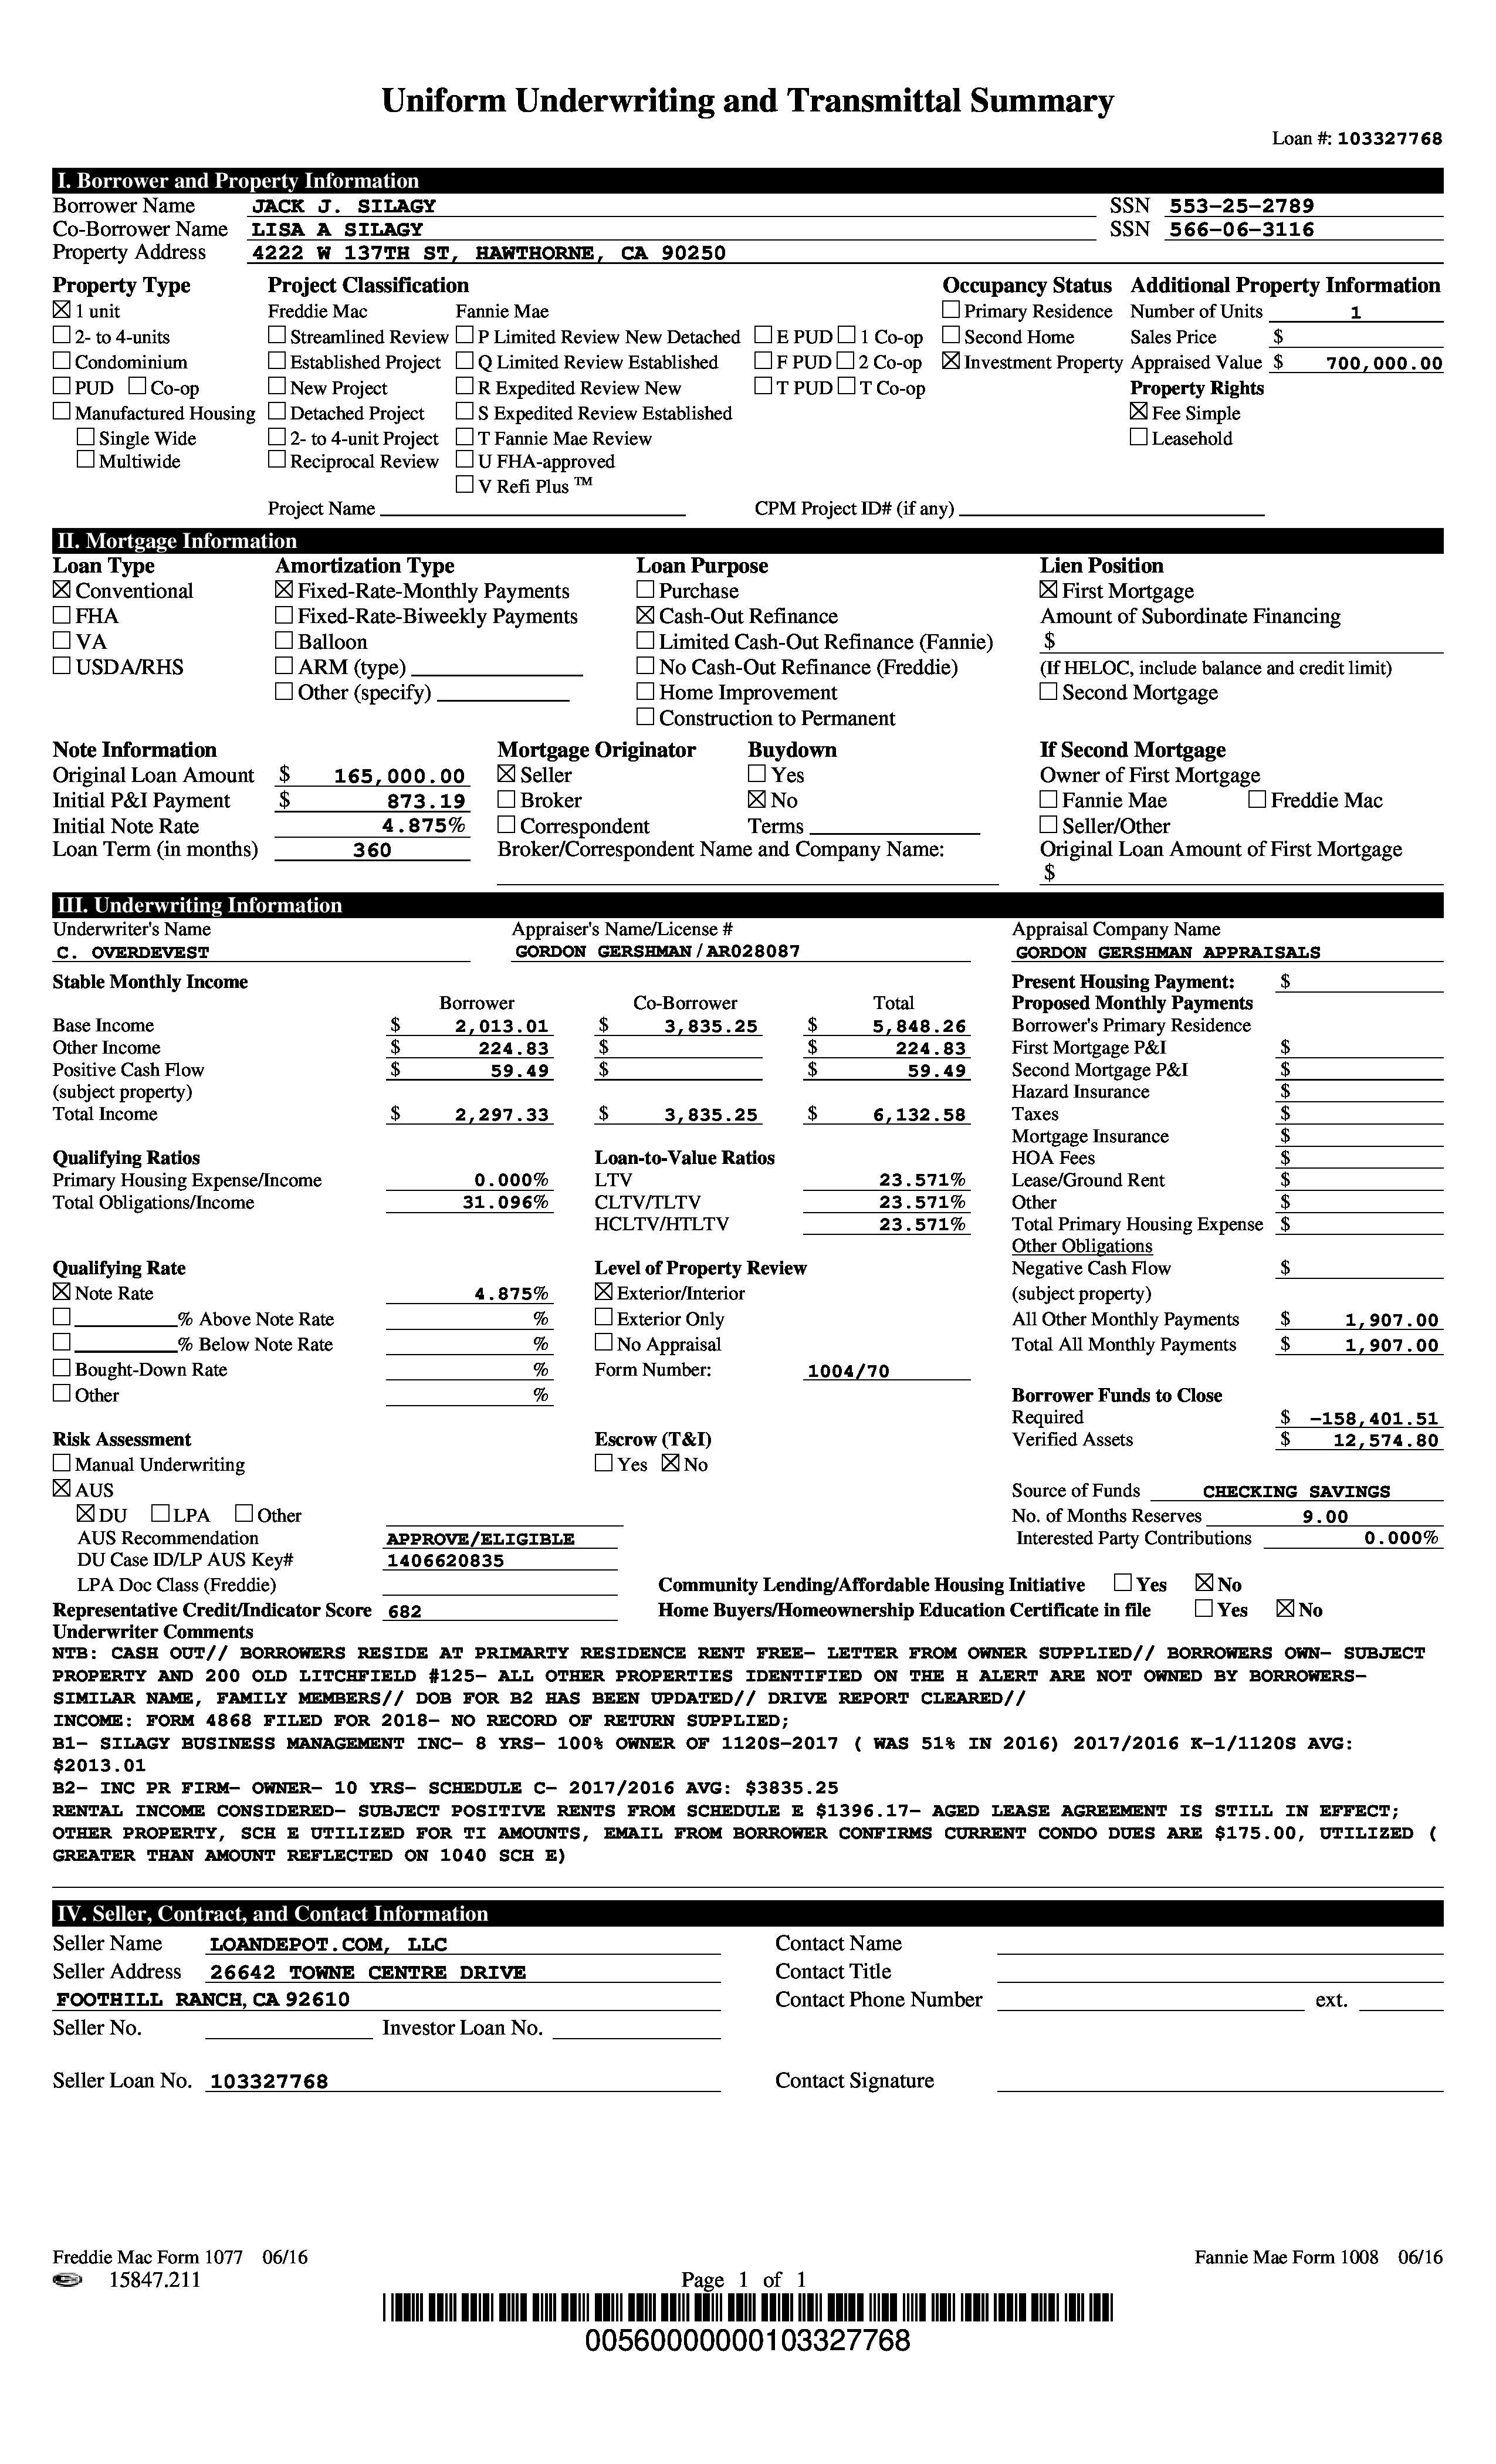 Uniform Underwriting and Transmittal Summary
Loan #: 103327768
I. Borrower and Property Information
Borrower Name JACK J. SILAGY SSN 553-25-2789
Co-Borrower Name LISA A SILAGY SSN 566-06-3116
Property Address 4222 W 137TH ST, HAWTHORNE, CA 90250
Property Type Project Classification Occupancy Status Additional Property Information
☒ 1 unit Freddie Mac Fannie Mae ☐ Primary Residence Number of Units 1
☐ 2- to 4-units ☐ Streamlined Review ☐ P Limited Review New Detached ☐ E PUD ☐ 1 Co-op ☐ Second Home Sales Price $
☐ Condominium ☐ Established Project ☐ Q Limited Review Established ☐ F PUD ☐ 2 Co-op ☒ Investment Property Appraised Value $ 700,000.00
☐ PUD ☐ Co-op ☐ New Project ☐ R Expedited Review New ☐ T PUD ☐ T Co-op Property Rights
☐ Manufactured Housing ☐ Detached Project ☐ S Expedited Review Established ☒ Fee Simple
☐ Single Wide ☐ 2- to 4-unit Project ☐ T Fannie Mae Review ☐ Leasehold
☐ Multiwide ☐ Reciprocal Review ☐ U FHA-approved
☐ V Refi Plus ™
Project Name CPM Project ID# (if any)
II. Mortgage Information
Loan Type Amortization Type Loan Purpose Lien Position
☒ Conventional ☒ Fixed-Rate-Monthly Payments ☐ Purchase ☒ First Mortgage
☐ FHA ☐ Fixed-Rate-Biweekly Payments ☒ Cash-Out Refinance Amount of Subordinate Financing
☐ VA ☐ Balloon ☐ Limited Cash-Out Refinance (Fannie) $
☐ USDA/RHS ☐ ARM (type) ☐ No Cash-Out Refinance (Freddie) (If HELOC, include balance and credit limit)
☐ Other (specify) ☐ Home Improvement ☐ Second Mortgage
☐ Construction to Permanent
Note Information Mortgage Originator Buydown If Second Mortgage
Original Loan Amount $ 165,000.00 ☒ Seller ☐ Yes Owner of First Mortgage
Initial P&I Payment $ 873.19 ☐ Broker ☒ No ☐ Fannie Mae ☐ Freddie Mac
Initial Note Rate 4.875% ☐ Correspondent Terms ☐ Seller/Other
Loan Term (in months) 360 Broker/Correspondent Name and Company Name: Original Loan Amount of First Mortgage
$
III. Underwriting Information
Underwriter's Name Appraiser's Name/License # Appraisal Company Name
C. OVERDEVEST GORDON GERSHMAN / AR028087 GORDON GERSHMAN APPRAISALS
Stable Monthly Income Present Housing Payment: $
Borrower Co-Borrower Total Proposed Monthly Payments
Base Income $ 2,013.01 $ 3,835.25 $ 5,848.26 Borrower's Primary Residence
Other Income $ 224.83 $ $ 224.83 First Mortgage P&I $
Positive Cash Flow $ 59.49 $ $ 59.49 Second Mortgage P&I $
(subject property) Hazard Insurance $
Total Income $ 2,297.33 $ 3,835.25 $ 6,132.58 Taxes $
Mortgage Insurance $
Qualifying Ratios Loan-to-Value Ratios HOA Fees $
Primary Housing Expense/Income 0.000% LTV 23.571% Lease/Ground Rent $
Total Obligations/Income 31.096% CLTV/TLTV 23.571% Other $
HCLTV/HTLTV 23.571% Total Primary Housing Expense $
Other Obligations
Qualifying Rate Level of Property Review Negative Cash Flow $
☒ Note Rate 4.875% ☒ Exterior/Interior (subject property)
☐ % Above Note Rate % ☐ Exterior Only All Other Monthly Payments $ 1,907.00
☐ % Below Note Rate % ☐ No Appraisal Total All Monthly Payments $ 1,907.00
☐ Bought-Down Rate % Form Number: 1004/70
☐ Other % Borrower Funds to Close
Required $ -158,401.51
Risk Assessment Escrow (T&I) Verified Assets $ 12,574.80
☐ Manual Underwriting ☐ Yes ☒ No
☒ AUS Source of Funds CHECKING SAVINGS
☒ DU ☐ LPA ☐ Other No. of Months Reserves 9.00
AUS Recommendation APPROVE/ELIGIBLE Interested Party Contributions 0.000%
DU Case ID/LP AUS Key# 1406620835
LPA Doc Class (Freddie) Community Lending/Affordable Housing Initiative ☐ Yes ☒ No
Representative Credit/Indicator Score 682 Home Buyers/Homeownership Education Certificate in file ☐ Yes ☒ No
Underwriter Comments
NTB: CASH OUT// BORROWERS RESIDE AT PRIMARTY RESIDENCE RENT FREE- LETTER FROM OWNER SUPPLIED// BORROWERS OWN- SUBJECT
PROPERTY AND 200 OLD LITCHFIELD #125- ALL OTHER PROPERTIES IDENTIFIED ON THE H ALERT ARE NOT OWNED BY BORROWERS-
SIMILAR NAME, FAMILY MEMBERS// DOB FOR B2 HAS BEEN UPDATED// DRIVE REPORT CLEARED//
INCOME: FORM 4868 FILED FOR 2018- NO RECORD OF RETURN SUPPLIED;
B1- SILAGY BUSINESS MANAGEMENT INC- 8 YRS- 100% OWNER OF 1120S-2017 ( WAS 51% IN 2016) 2017/2016 K-1/1120S AVG:
$2013.01
B2- INC PR FIRM- OWNER- 10 YRS- SCHEDULE C- 2017/2016 AVG: $3835.25
RENTAL INCOME CONSIDERED- SUBJECT POSITIVE RENTS FROM SCHEDULE E $1396.17- AGED LEASE AGREEMENT IS STILL IN EFFECT;
OTHER PROPERTY, SCH E UTILIZED FOR TI AMOUNTS, EMAIL FROM BORROWER CONFIRMS CURRENT CONDO DUES ARE $175.00, UTILIZED (
GREATER THAN AMOUNT REFLECTED ON 1040 SCH E)
IV. Seller, Contract, and Contact Information
Seller Name LOANDEPOT.COM, LLC Contact Name
Seller Address 26642 TOWNE CENTRE DRIVE Contact Title
FOOTHILL RANCH, CA 92610 Contact Phone Number ext.
Seller No. Investor Loan No.
Seller Loan No. 103327768 Contact Signature
Freddie Mac Form 1077 06/16 Fannie Mae Form 1008 06/16
15847.211 Page 1 of 1
00560000000103327768